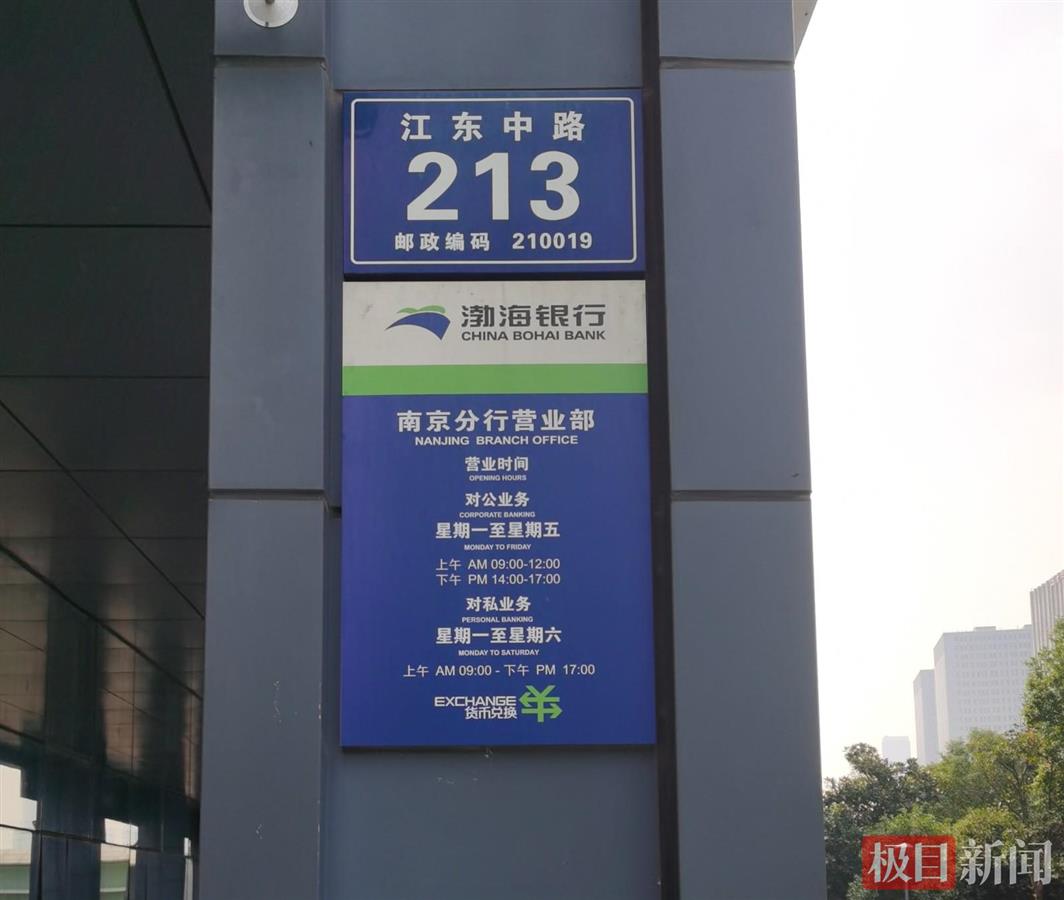 江东中路
213
邮政编码 210019
渤海银行
CHINA BOHAI BANK
南京分行营业部
NANJING BRANCH OFFICE
营业时间
OPENING HOURS
对公业务
CORPORATE BANKING
星期一至星期五
MONDAY TO FRIDAY
上午 AM 09:00-12:00
下午 PM 14:00-17:00
对私业务
PERSONAL BANKING
星期一至星期六
MONDAY TO SATURDAY
上午 AM 09:00 - 下午 PM 17:00
EXCHANGE
货币兑换
极目新闻